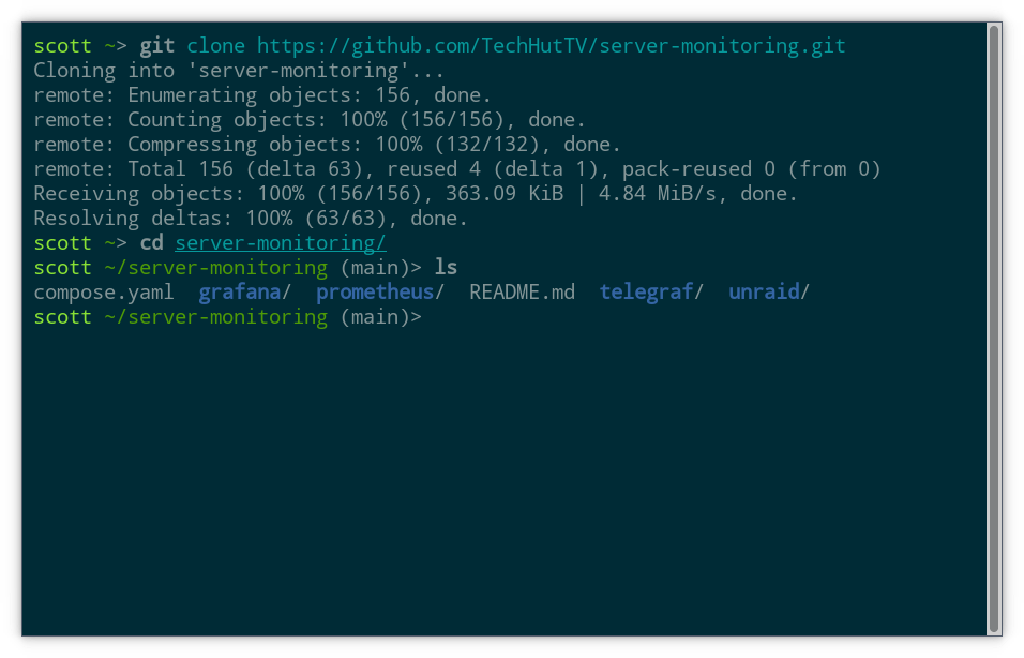 scott ~> git clone https://github.com/TechHutTV/server-monitoring.git
Cloning into 'server-monitoring'...
remote: Enumerating objects: 156, done.
remote: Counting objects: 100% (156/156), done.
remote: Compressing objects: 100% (132/132), done.
remote: Total 156 (delta 63), reused 4 (delta 1), pack-reused 0 (from 0)
Receiving objects: 100% (156/156), 363.09 KiB | 4.84 MiB/s, done.
Resolving deltas: 100% (63/63), done.
scott ~> cd server-monitoring/
scott ~/server-monitoring (main)> ls
compose.yaml  grafana/  prometheus/  README.md  telegraf/  unraid/
scott ~/server-monitoring (main)>